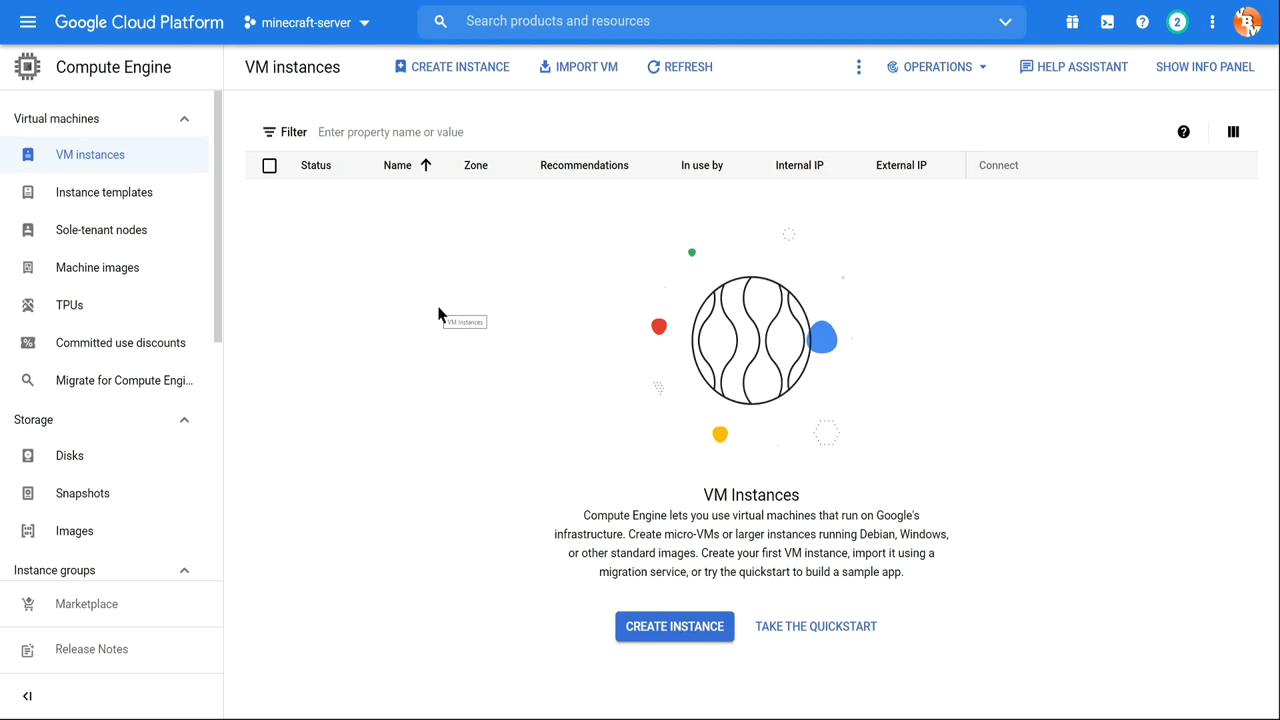 Google Cloud Platform
minecraft-server
Search products and resources
2
Compute Engine
VM instances
CREATE INSTANCE
IMPORT VM
REFRESH
OPERATIONS
HELP ASSISTANT
SHOW INFO PANEL
Virtual machines
VM instances
Instance templates
Sole-tenant nodes
Machine images
TPUs
Committed use discounts
Migrate for Compute Engi...
Storage
Disks
Snapshots
Images
Instance groups
Marketplace
Release Notes
Filter
Enter property name or value
Status
Name
Zone
Recommendations
In use by
Internal IP
External IP
Connect
VM Instances
VM Instances
Compute Engine lets you use virtual machines that run on Google's
infrastructure. Create micro-VMs or larger instances running Debian, Windows,
or other standard images. Create your first VM instance, import it using a
migration service, or try the quickstart to build a sample app.
CREATE INSTANCE
TAKE THE QUICKSTART